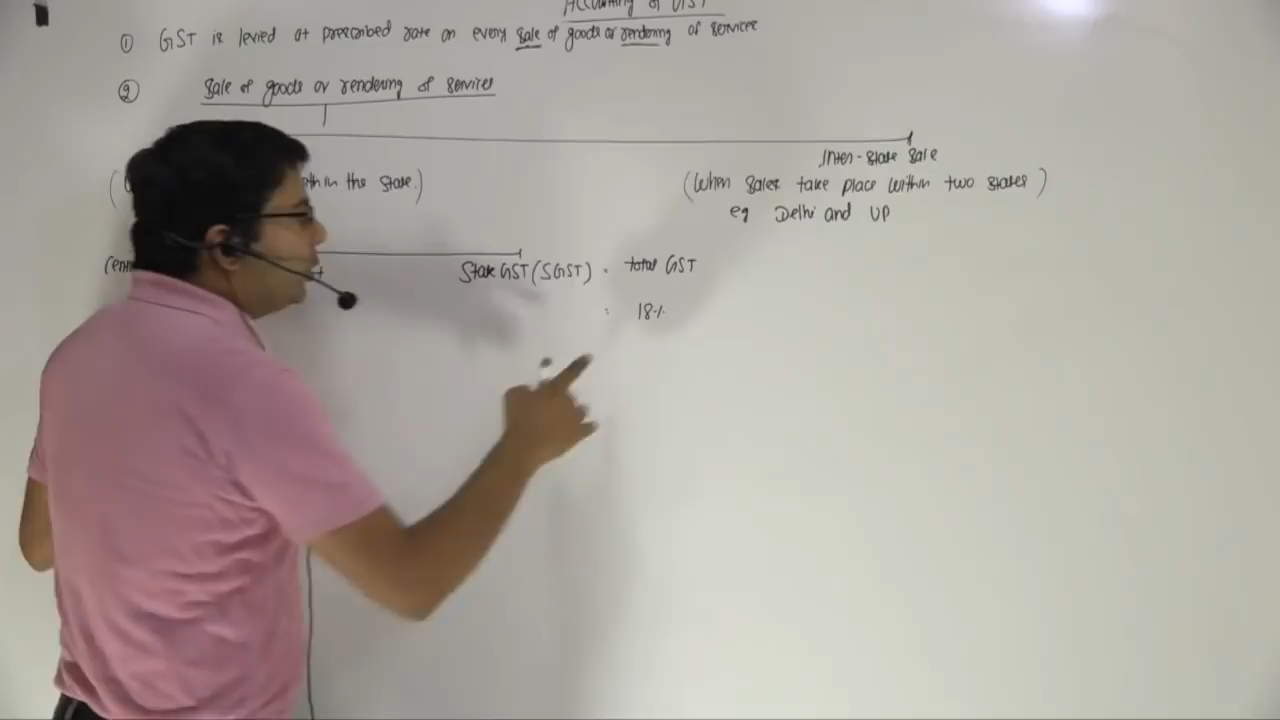 Accounting of GST
① GST is levied at prescribed rate on every sale of goods or rendering of services
② Sale of goods or rendering of services
Inter-State Sale
thin the State.)
(When Sales take place within two states)
eg Delhi and UP
State GST (SGST) = total GST
= 18%